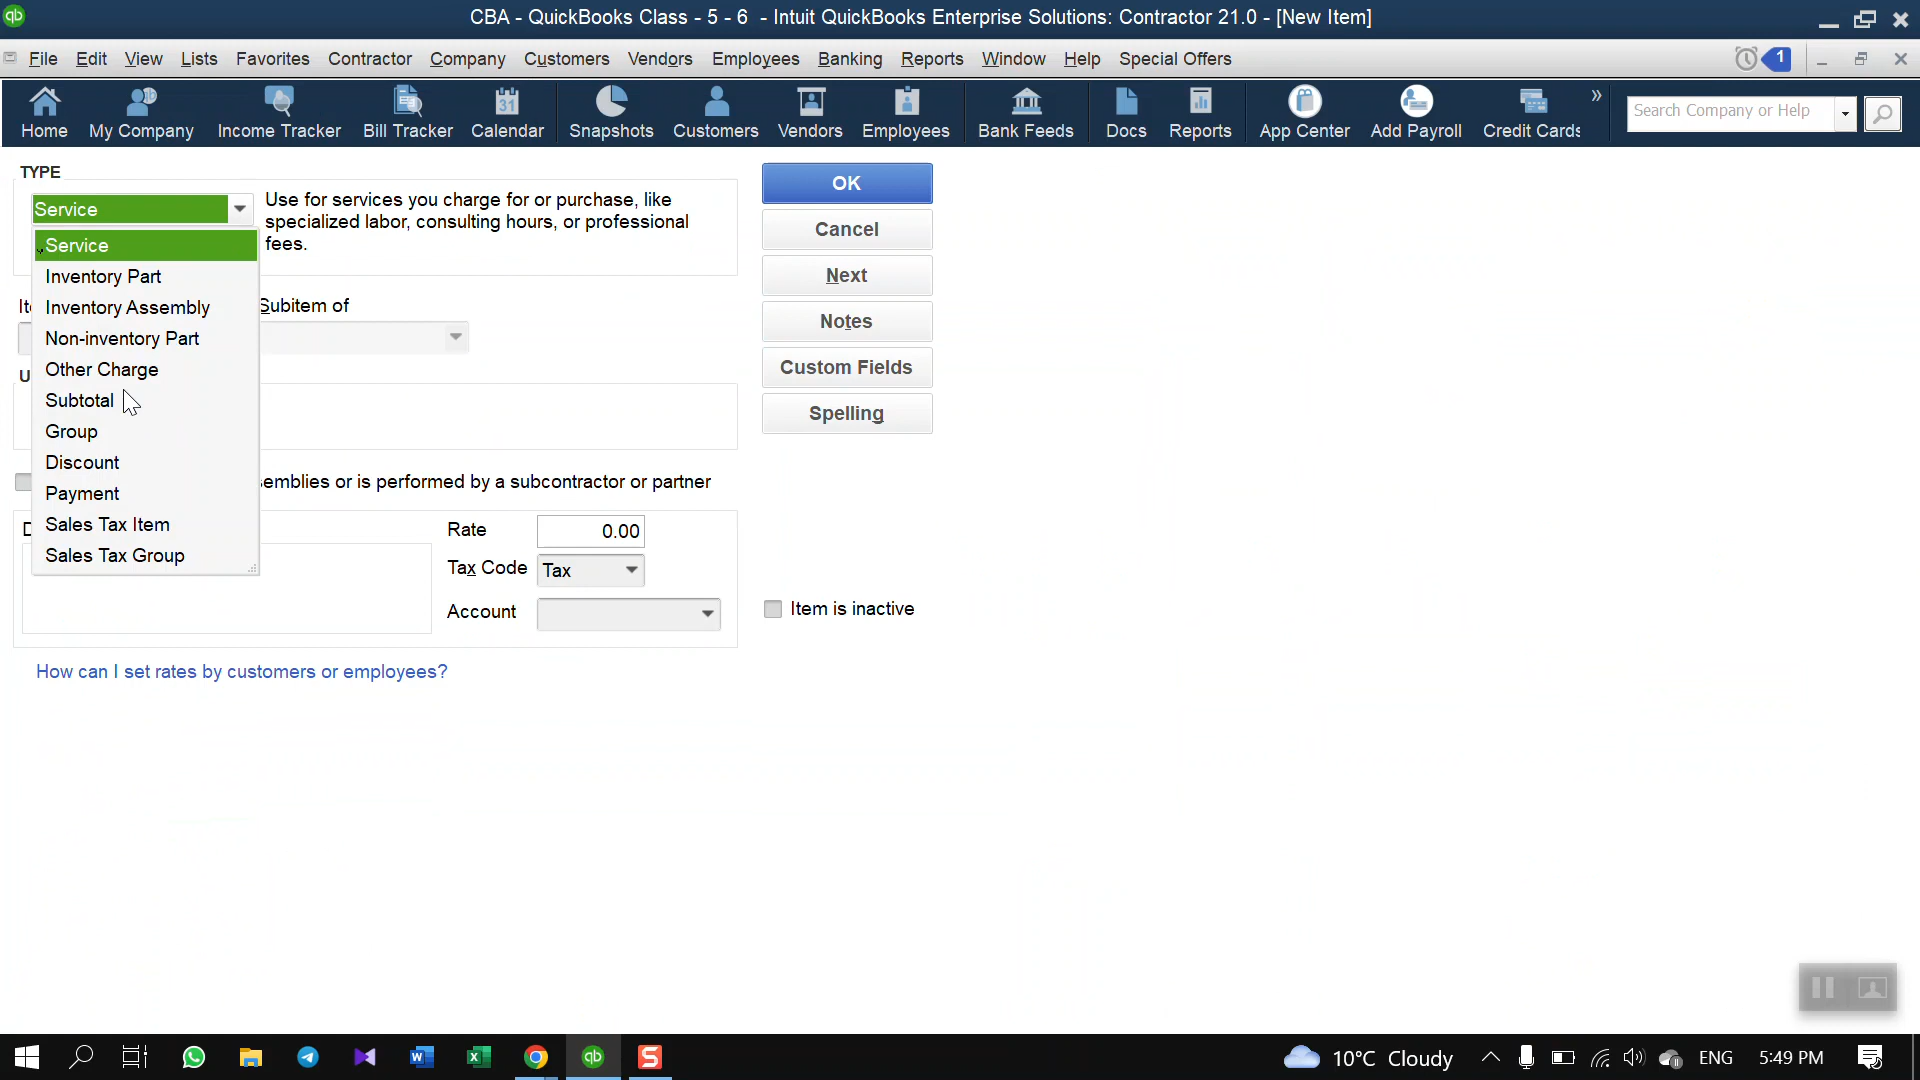 qb
CBA - QuickBooks Class - 5 - 6 - Intuit QuickBooks Enterprise Solutions: Contractor 21.0 - [New Item]
File Edit View Lists Favorites Contractor Company Customers Vendors Employees Banking Reports Window Help Special Offers 1
Home My Company Income Tracker Bill Tracker Calendar Snapshots Customers Vendors Employees Bank Feeds Docs Reports App Center Add Payroll Credit Cards » Search Company or Help
31
TYPE
Service
Use for services you charge for or purchase, like
specialized labor, consulting hours, or professional
fees.
Service
Inventory Part
Inventory Assembly
Non-inventory Part
Other Charge
Subtotal
Group
Discount
Payment
Sales Tax Item
Sales Tax Group
Subitem of
U
semblies or is performed by a subcontractor or partner
Rate 0.00
Tax Code Tax
Account
How can I set rates by customers or employees?
OK
Cancel
Next
Notes
Custom Fields
Spelling
Item is inactive
10°C Cloudy ENG 5:49 PM